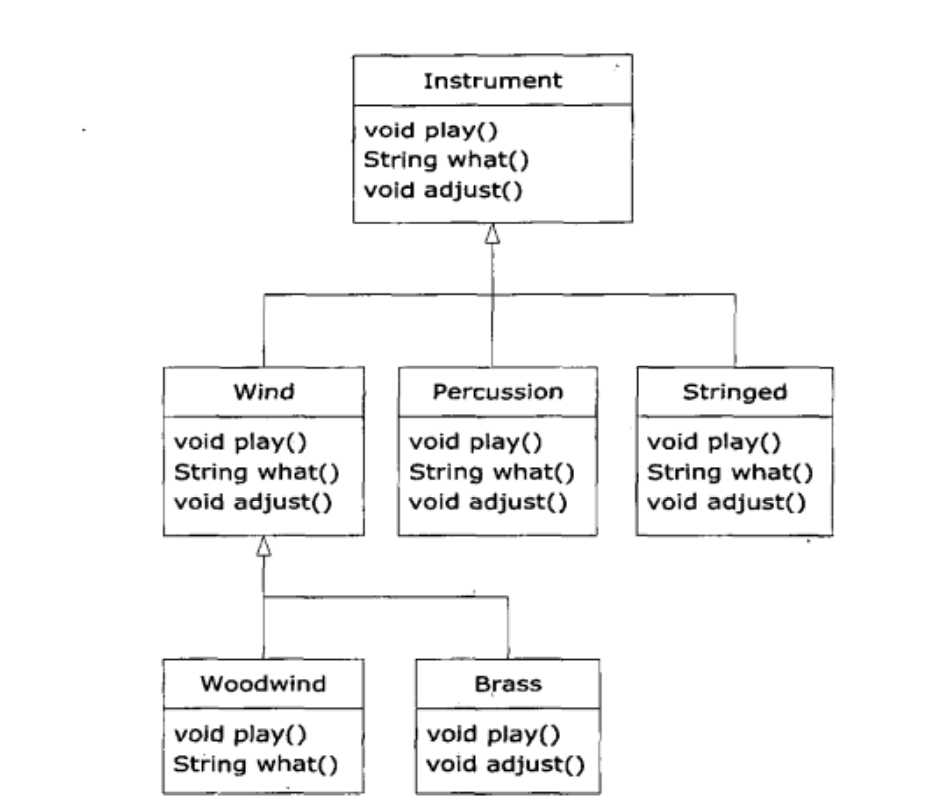 Instrument
void play()
String what()
void adjust()
Wind
void play()
String what()
void adjust()
Percussion
void play()
String what()
void adjust()
Stringed
void play()
String what()
void adjust()
Woodwind
void play()
String what()
Brass
void play()
void adjust()